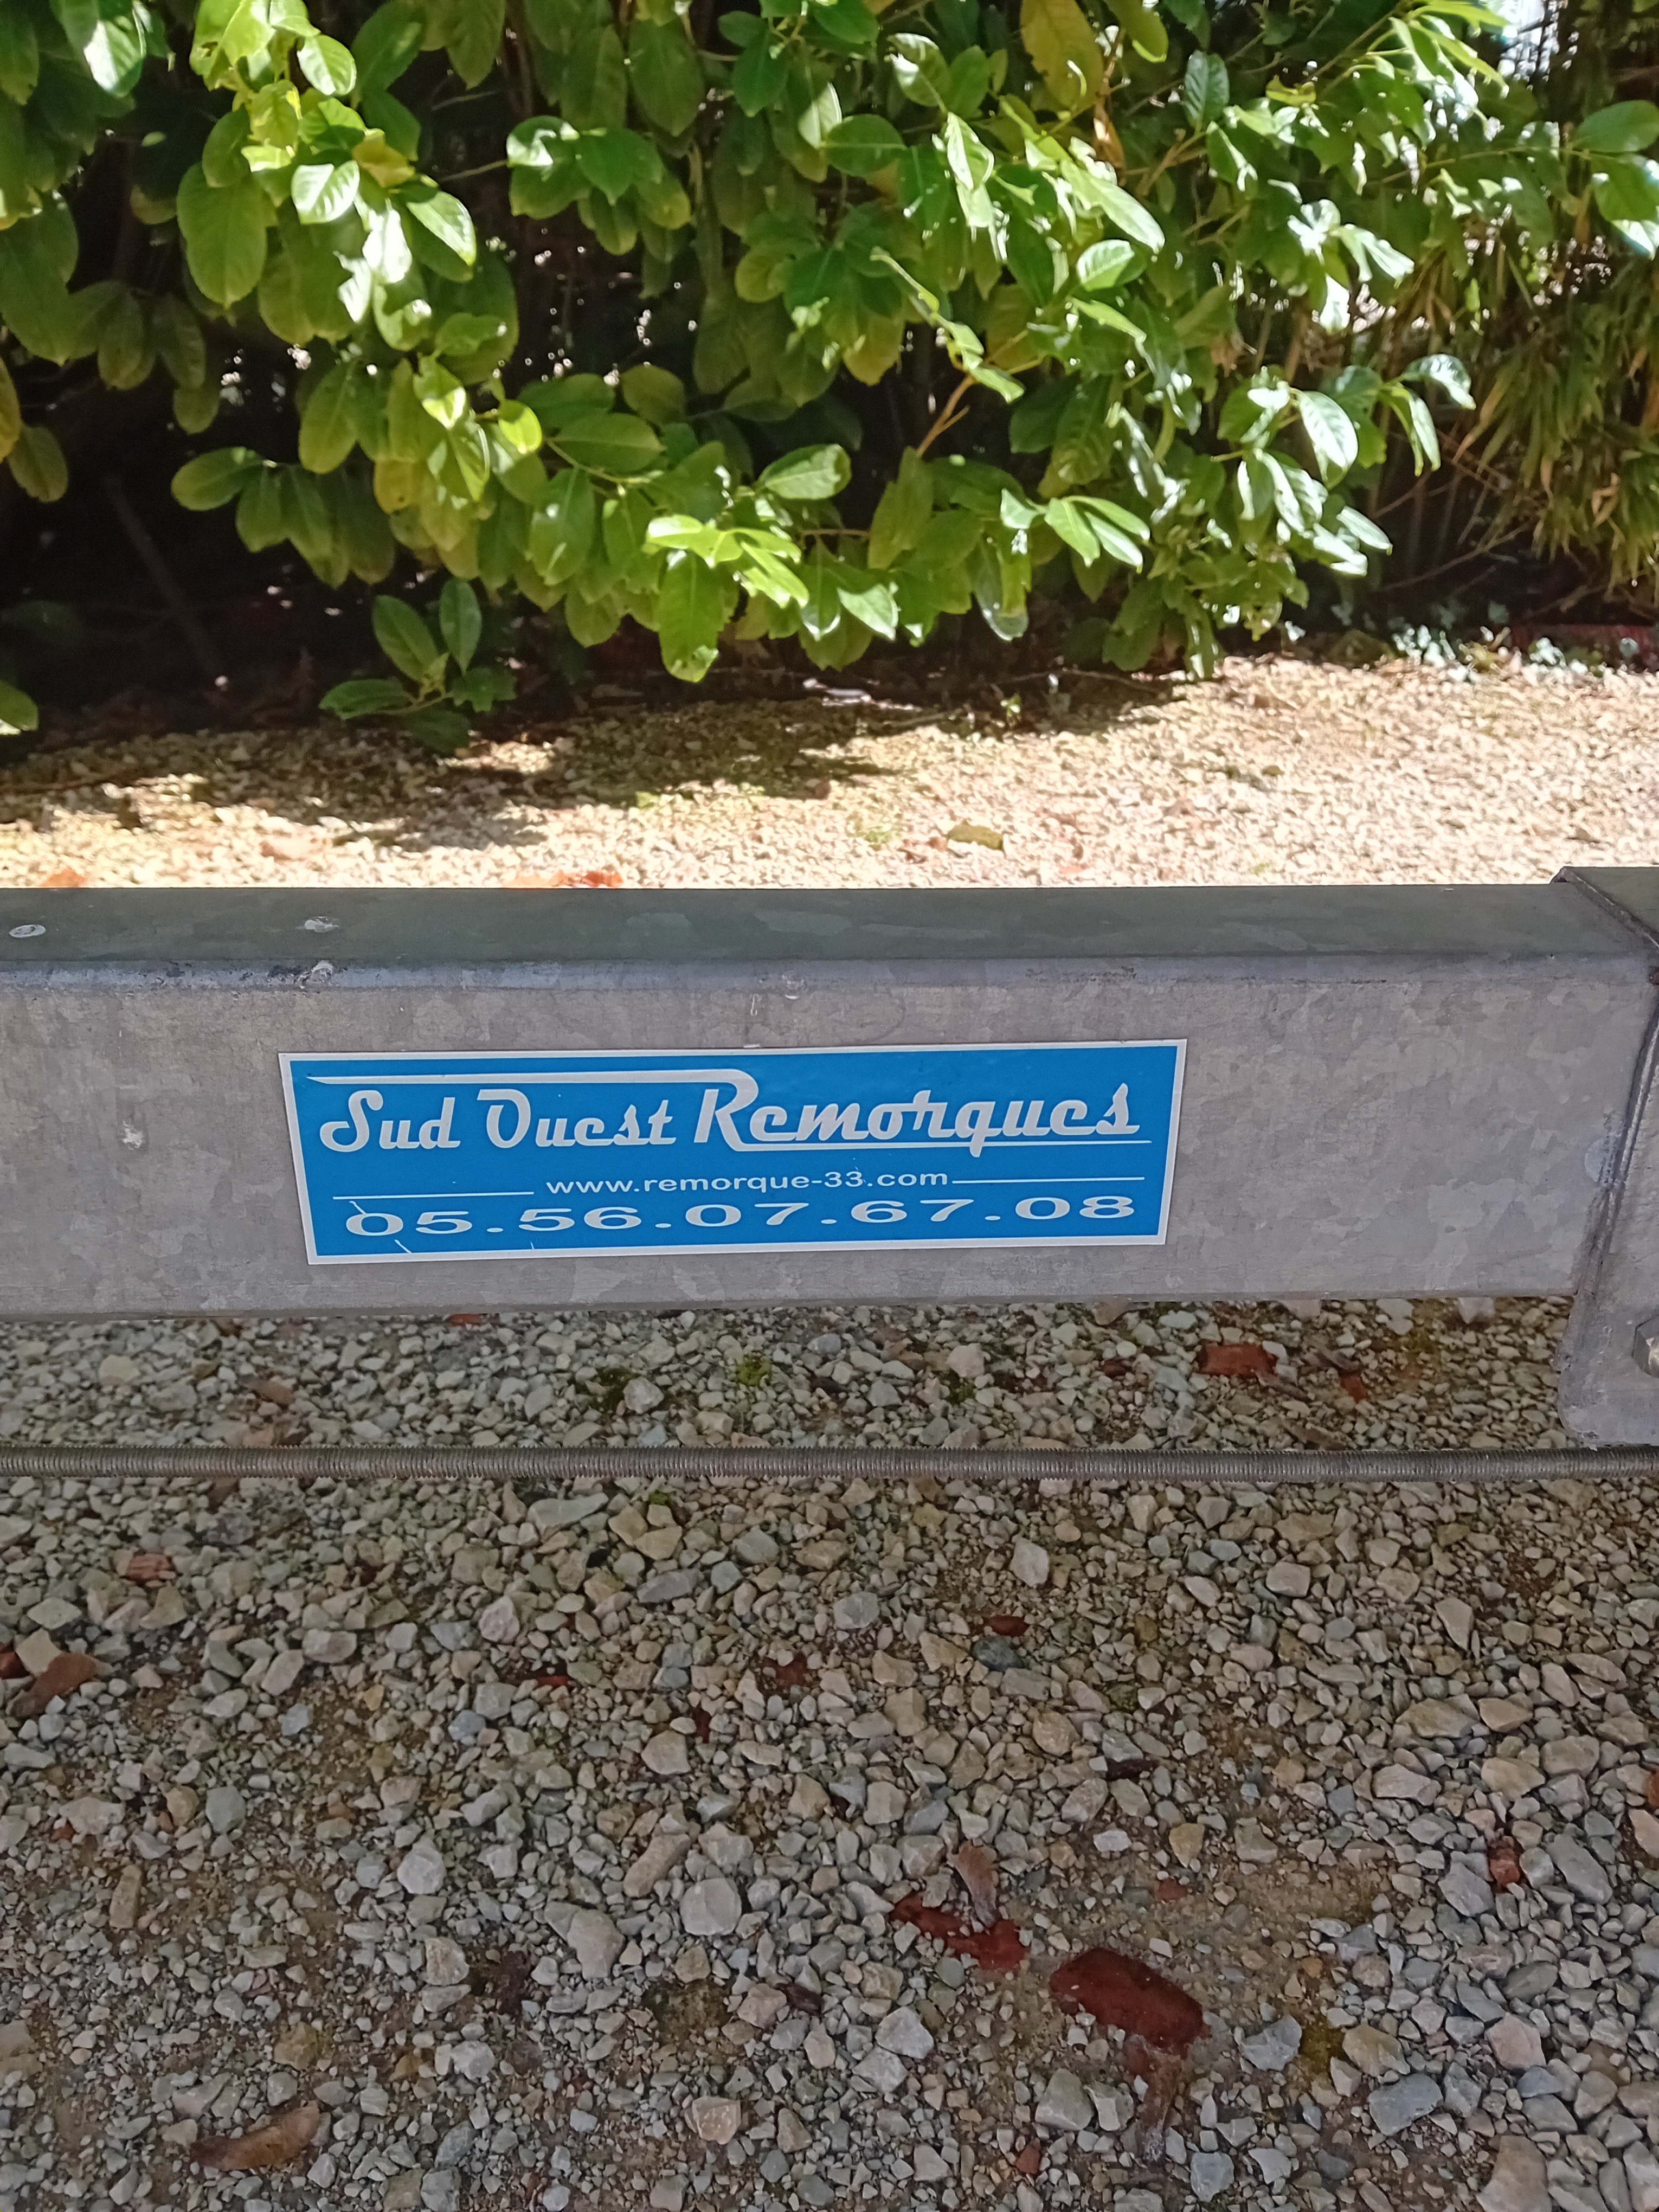 Sud Ouest Remorques
www.remorque-33.com
05.56.07.67.08